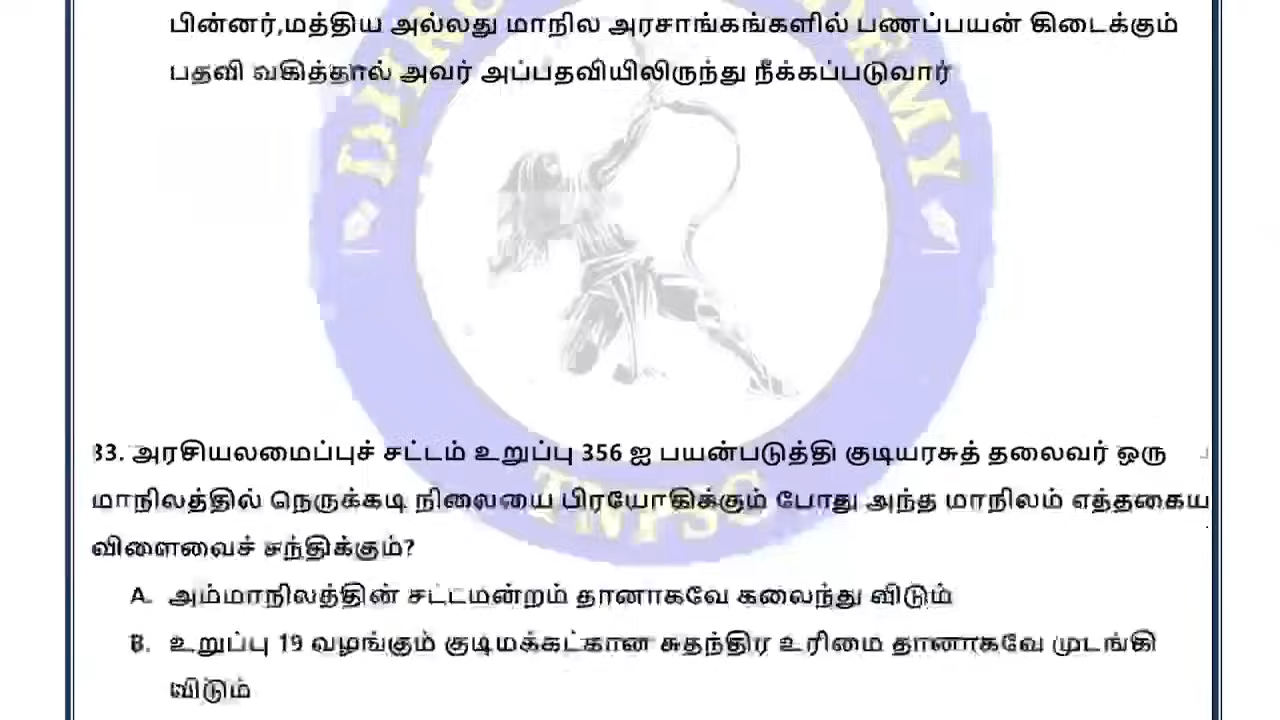 பின்னர்,மத்திய அல்லது மாநில அரசாங்கங்களில் பணப்பயன் கிடைக்கும்
பதவி வகித்தால் அவர் அப்பதவியிலிருந்து நீக்கப்படுவார்
33. அரசியலமைப்புச் சட்டம் உறுப்பு 356 ஐ பயன்படுத்தி குடியரசுத் தலைவர் ஒரு
மாநிலத்தில் நெருக்கடி நிலையை பிரயோகிக்கும் போது அந்த மாநிலம் எத்தகைய
விளைவைச் சந்திக்கும்?
A. அம்மாநிலத்தின் சட்டமன்றம் தானாகவே கலைந்து விடும்
B. உறுப்பு 19 வழங்கும் குடிமக்கட்கான சுதந்திர உரிமை தானாகவே முடங்கி
விடும்
TNPSC